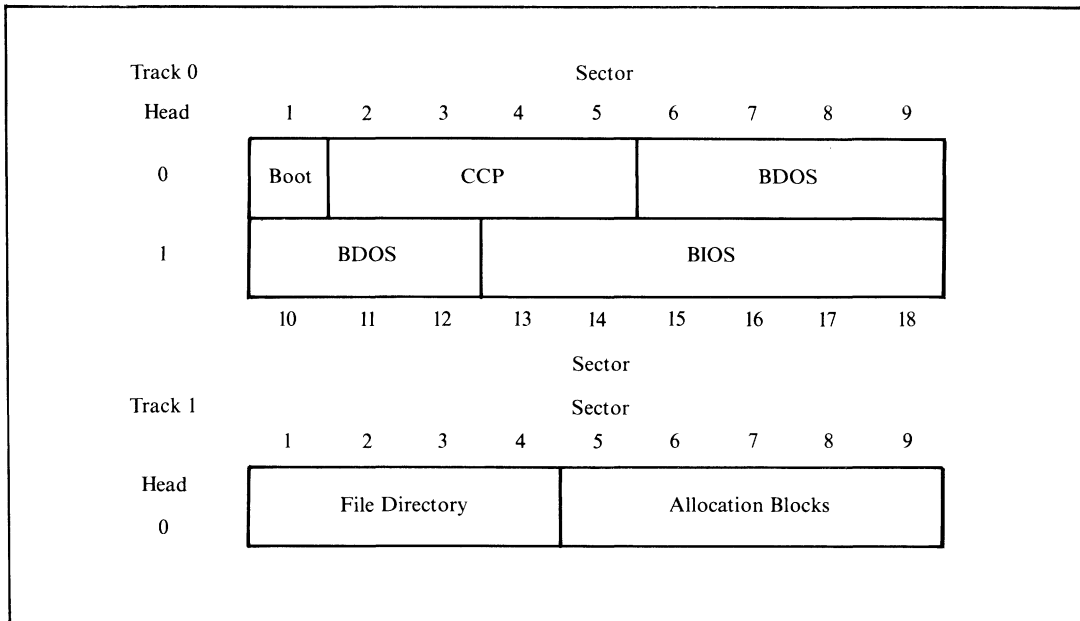 Track 0 Sector
Head 1 2 3 4 5 6 7 8 9
0 Boot CCP BDOS
1 BDOS BIOS
10 11 12 13 14 15 16 17 18
Sector
Track 1 Sector
1 2 3 4 5 6 7 8 9
Head
File Directory Allocation Blocks
0